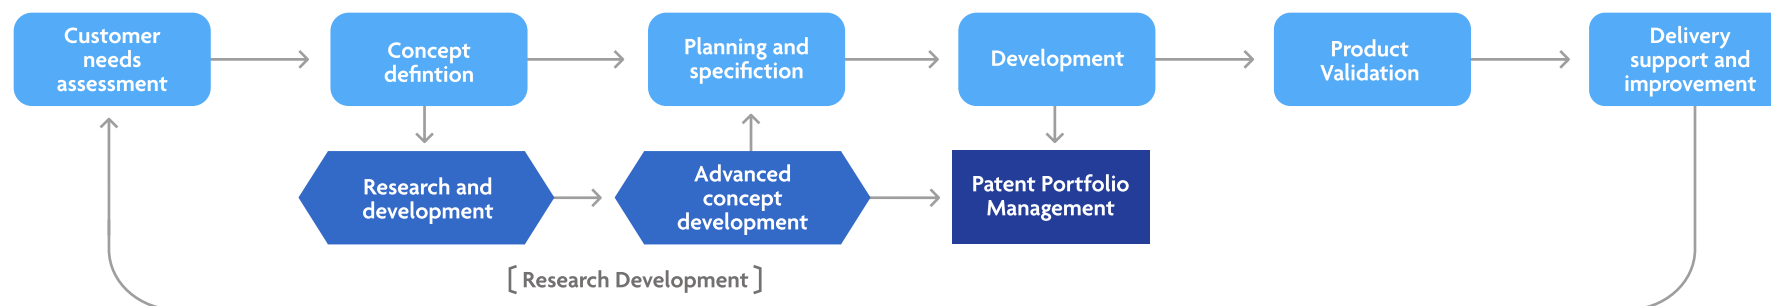 Customer
needs
assessment
Concept
defintion
Planning and
specifiction
Development
Product
Validation
Delivery
support and
improvement
Research and
development
Advanced
concept
development
Patent Portfolio
Management
[ Research Development ]